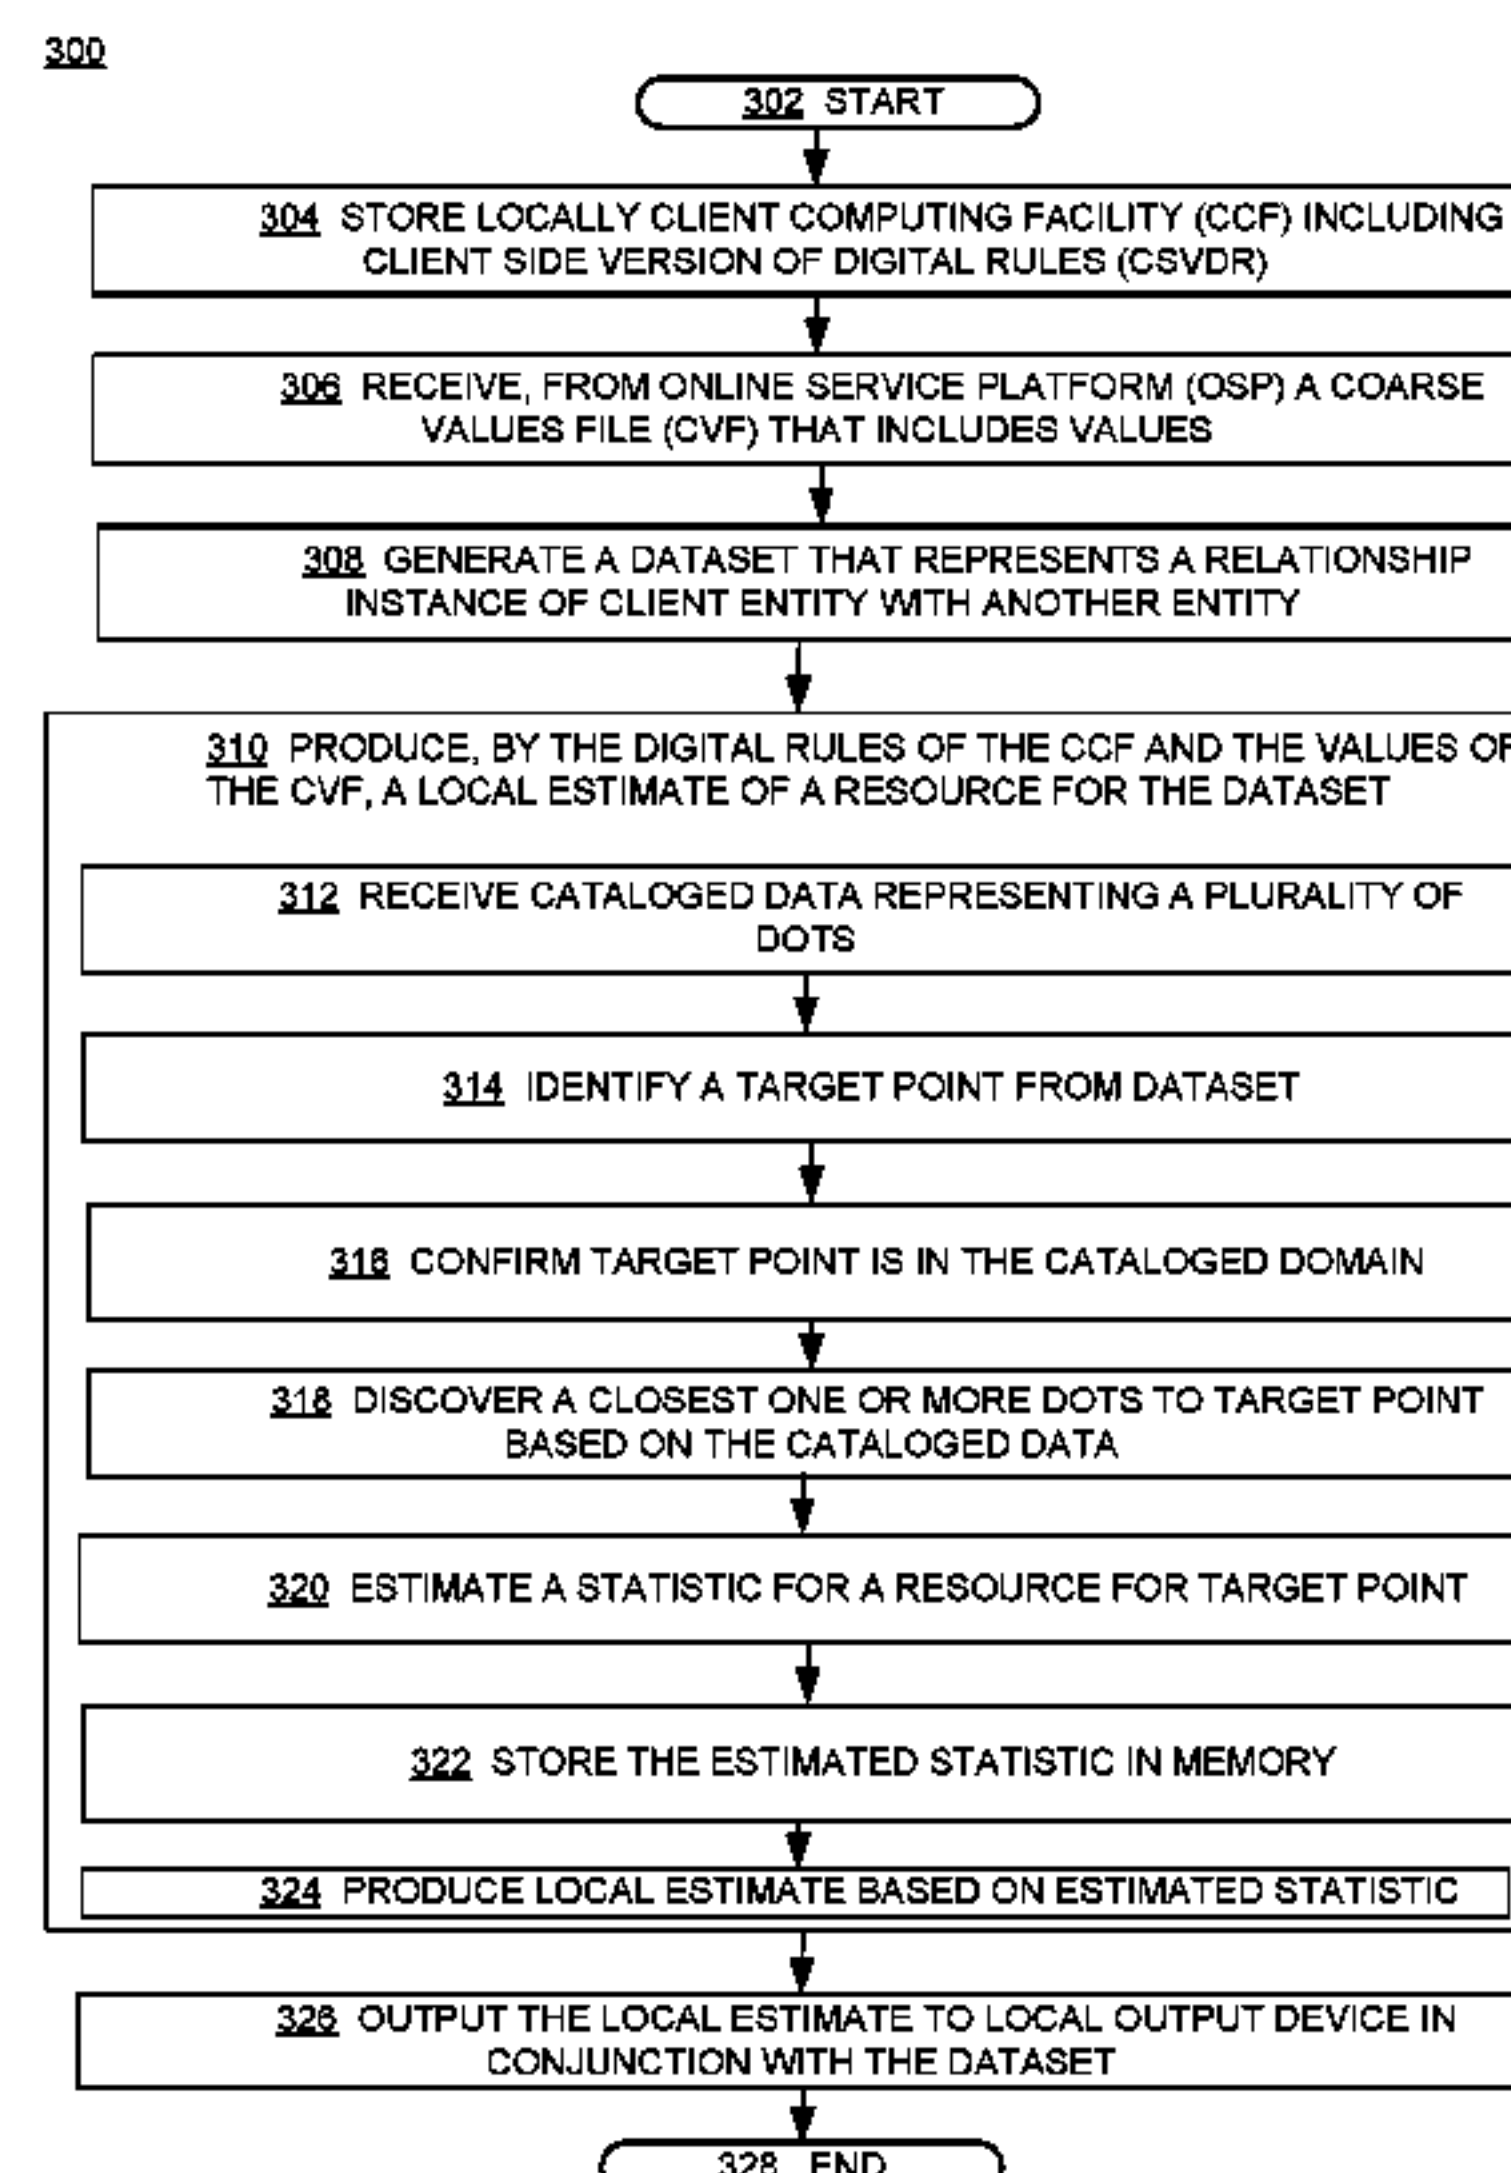 300
302 START
304 STORE LOCALLY CLIENT COMPUTING FACILITY (CCF) INCLUDING
CLIENT SIDE VERSION OF DIGITAL RULES (CSVDR)
306 RECEIVE, FROM ONLINE SERVICE PLATFORM (OSP) A COARSE
VALUES FILE (CVF) THAT INCLUDES VALUES
308 GENERATE A DATASET THAT REPRESENTS A RELATIONSHIP
INSTANCE OF CLIENT ENTITY WITH ANOTHER ENTITY
310 PRODUCE, BY THE DIGITAL RULES OF THE CCF AND THE VALUES OF
THE CVF, A LOCAL ESTIMATE OF A RESOURCE FOR THE DATASET
312 RECEIVE CATALOGED DATA REPRESENTING A PLURALITY OF
DOTS
314 IDENTIFY A TARGET POINT FROM DATASET
316 CONFIRM TARGET POINT IS IN THE CATALOGED DOMAIN
318 DISCOVER A CLOSEST ONE OR MORE DOTS TO TARGET POINT
BASED ON THE CATALOGED DATA
320 ESTIMATE A STATISTIC FOR A RESOURCE FOR TARGET POINT
322 STORE THE ESTIMATED STATISTIC IN MEMORY
324 PRODUCE LOCAL ESTIMATE BASED ON ESTIMATED STATISTIC
326 OUTPUT THE LOCAL ESTIMATE TO LOCAL OUTPUT DEVICE IN
CONJUNCTION WITH THE DATASET
328 END